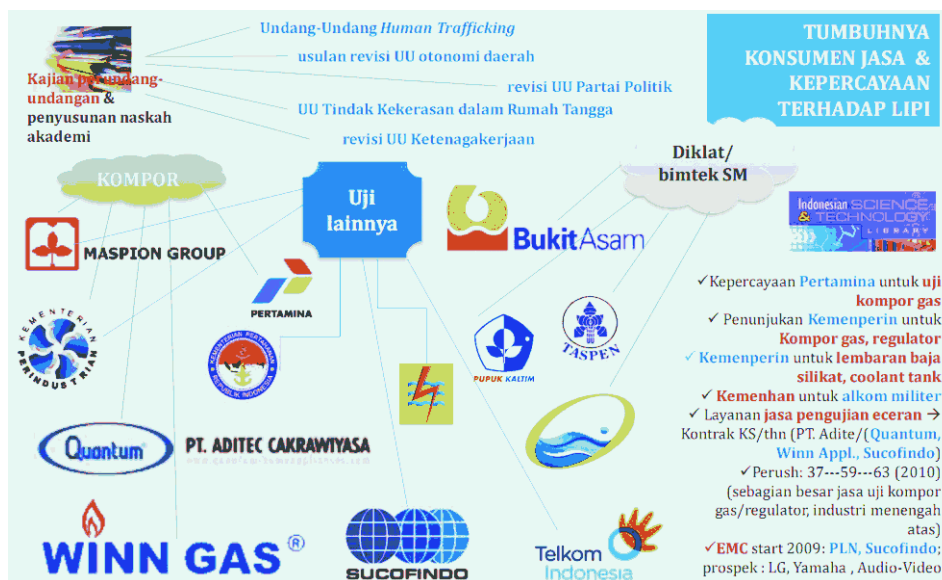 Undang-Undang Human Trafficking
usulan revisi UU otonomi daerah
revisi UU Partai Politik
UU Tindak Kekerasan dalam Rumah Tangga
revisi UU Ketenagakerjaan
Kajian perundang-
undangan &
penyusunan naskah
akademi
TUMBUHNYA
KONSUMEN JASA &
KEPERCAYAAN
TERHADAP LIPI
KOMPOR
Uji
lainnya
Diklat/
bimtek SM
MASPION GROUP
PERTAMINA
KEMENTERIAN
PERINDUSTRIAN
KEMENTERIAN PERTAHANAN
REPUBLIK INDONESIA
BukitAsam
PUPUK KALTIM
TASPEN
Quantum®
PT. ADITEC CAKRAWIYASA
WINN GAS®
SUCOFINDO
Telkom
Indonesia
Indonesian SCIENCE
& TECHNOLOGY
LIBRARY
✓Kepercayaan Pertamina untuk uji
kompor gas
✓ Penunjukan Kemenperin untuk
Kompor gas, regulator
✓ Kemenperin untuk lembaran baja
silikat, coolant tank
✓ Kemenhan untuk alkom militer
✓ Layanan jasa pengujian eceran →
Kontrak KS/thn (PT. Adite/(Quantum,
Winn Appl., Sucofindo)
✓Perush: 37---59---63 (2010)
(sebagian besar jasa uji kompor
gas/regulator, industri menengah
atas)
✓EMC start 2009: PLN, Sucofindo;
prospek : LG, Yamaha , Audio-Video